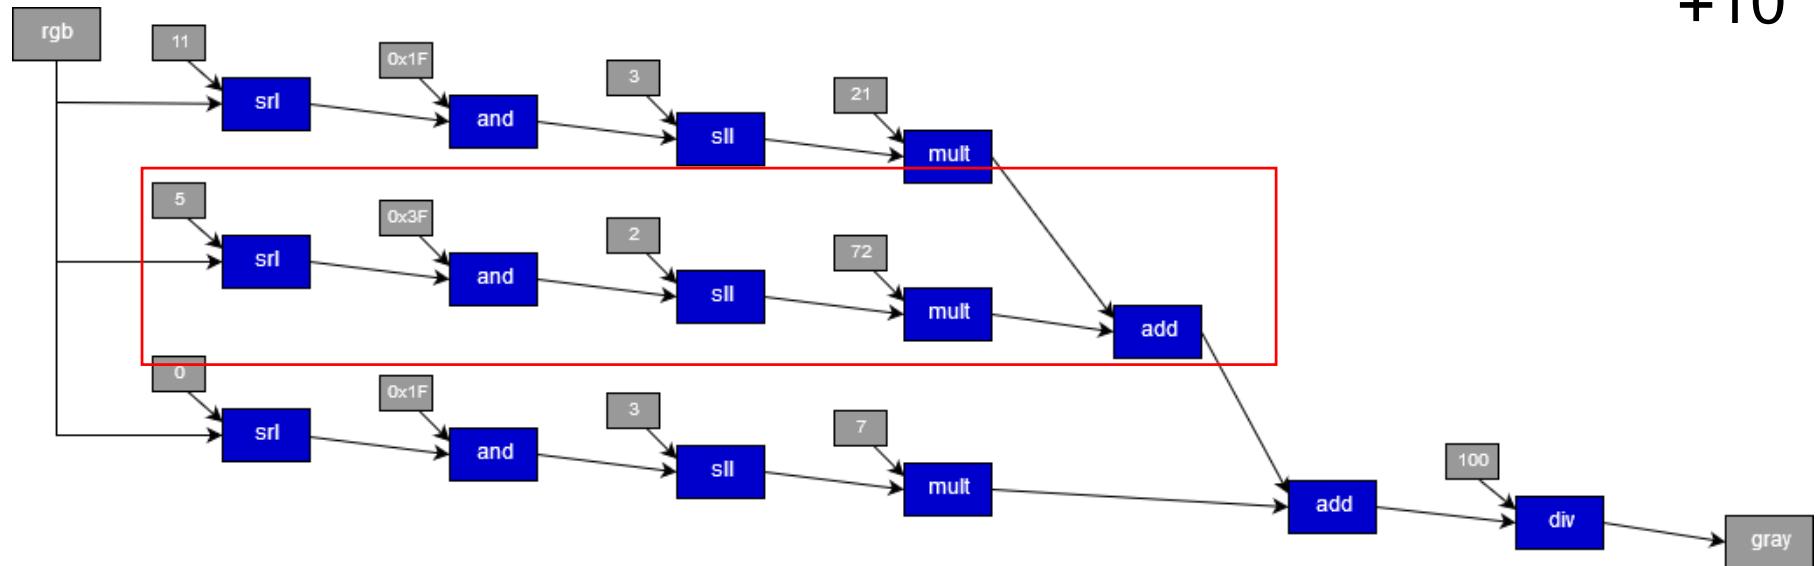 +10
rgb
11
srl
0x1F
and
3
sll
21
mult
5
srl
0x3F
and
2
sll
72
mult
add
0
srl
0x1F
and
3
sll
7
mult
add
100
div
gray